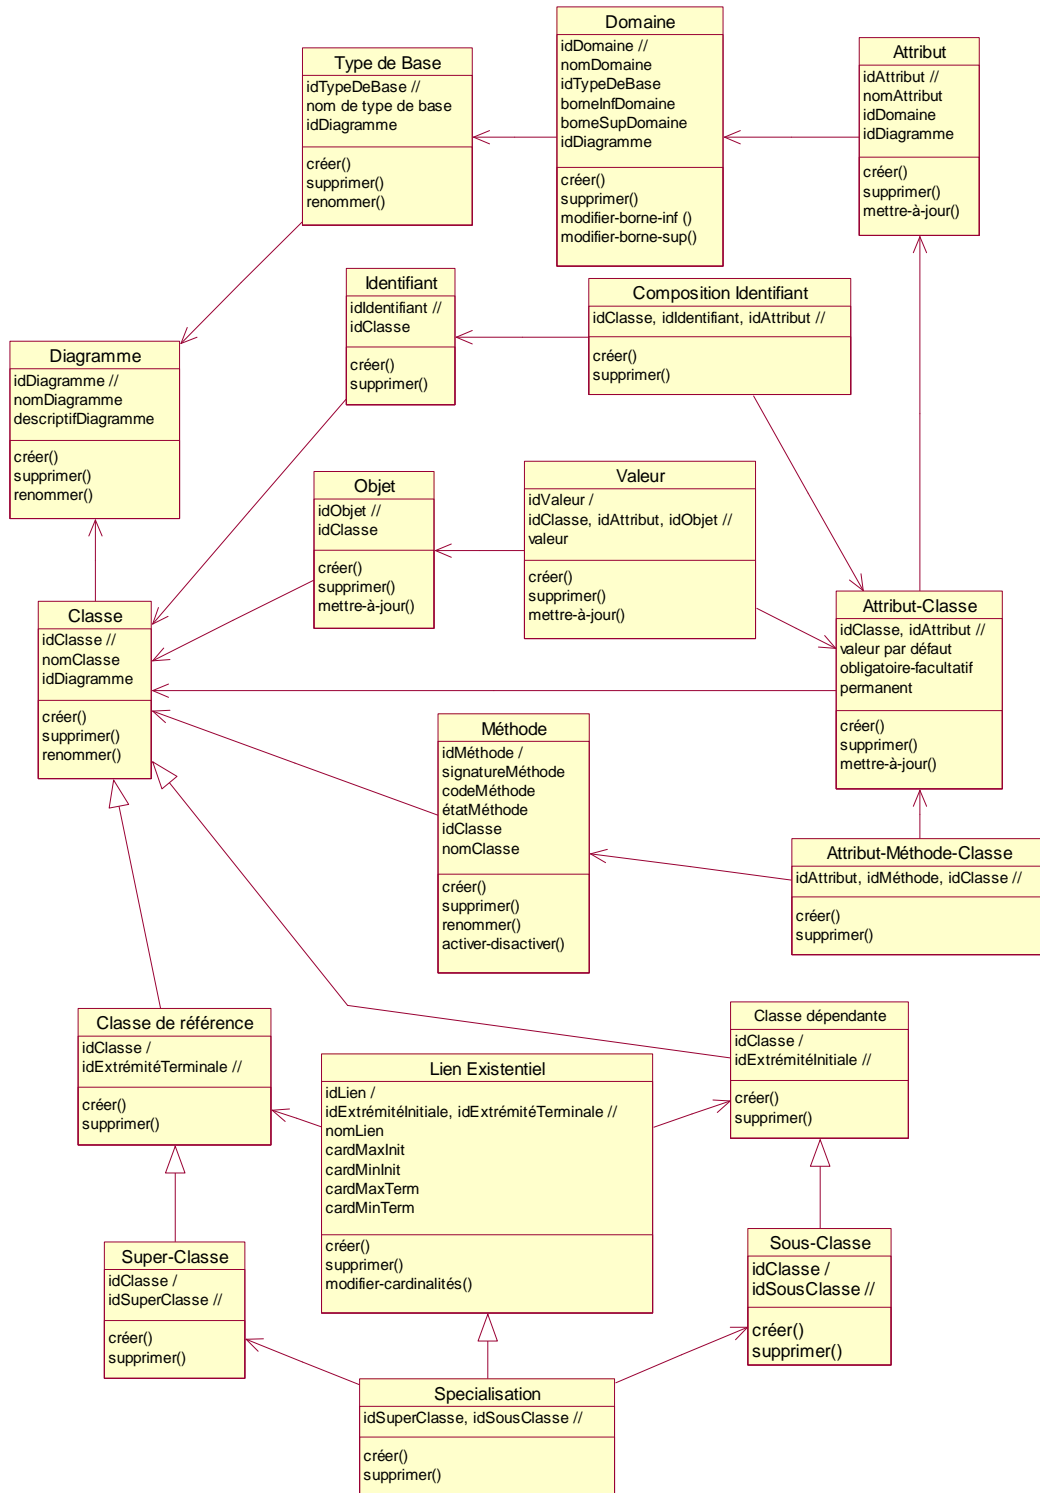 Domaine
idDomaine //
nomDomaine
idTypeDeBase
borneInfDomaine
borneSupDomaine
idDiagramme
créer()
supprimer()
modifier-borne-inf ()
modifier-borne-sup()
Type de Base
idTypeDeBase //
nom de type de base
idDiagramme
créer()
supprimer()
renommer()
Attribut
idAttribut //
nomAttribut
idDomaine
idDiagramme
créer()
supprimer()
mettre-à-jour()
Identifiant
idIdentifiant //
idClasse
créer()
supprimer()
Composition Identifiant
idClasse, idIdentifiant, idAttribut //
créer()
supprimer()
Diagramme
idDiagramme //
nomDiagramme
descriptifDiagramme
créer()
supprimer()
renommer()
Objet
idObjet //
idClasse
créer()
supprimer()
mettre-à-jour()
Valeur
idValeur /
idClasse, idAttribut, idObjet //
valeur
créer()
supprimer()
mettre-à-jour()
Classe
idClasse //
nomClasse
idDiagramme
créer()
supprimer()
renommer()
Attribut-Classe
idClasse, idAttribut //
valeur par défaut
obligatoire-facultatif
permanent
créer()
supprimer()
mettre-à-jour()
Méthode
idMéthode /
signatureMéthode
codeMéthode
étatMéthode
idClasse
nomClasse
créer()
supprimer()
renommer()
activer-disactiver()
Attribut-Méthode-Classe
idAttribut, idMéthode, idClasse //
créer()
supprimer()
Classe de référence
idClasse /
idExtrémitéTerminale //
créer()
supprimer()
Lien Existentiel
idLien /
idExtrémitéInitiale, idExtrémitéTerminale //
nomLien
cardMaxInit
cardMinInit
cardMaxTerm
cardMinTerm
créer()
supprimer()
modifier-cardinalités()
Classe dépendante
idClasse /
idExtrémitéInitiale //
créer()
supprimer()
Super-Classe
idClasse /
idSuperClasse //
créer()
supprimer()
Sous-Classe
idClasse /
idSousClasse //
créer()
supprimer()
Specialisation
idSuperClasse, idSousClasse //
créer()
supprimer()